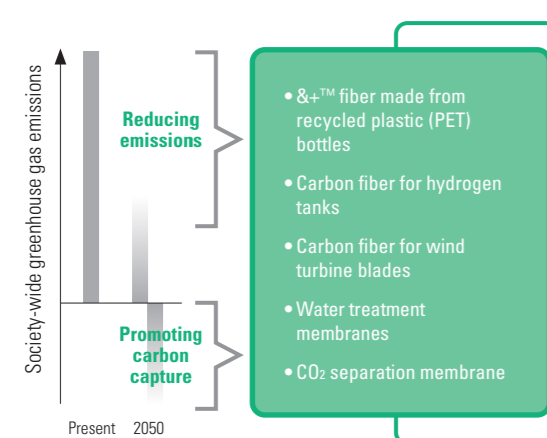 Society-wide greenhouse gas emissions
Reducing
emissions
Promoting
carbon
capture
Present 2050
• &+™ fiber made from
recycled plastic (PET)
bottles
• Carbon fiber for hydrogen
tanks
• Carbon fiber for wind
turbine blades
• Water treatment
membranes
• CO₂ separation membrane